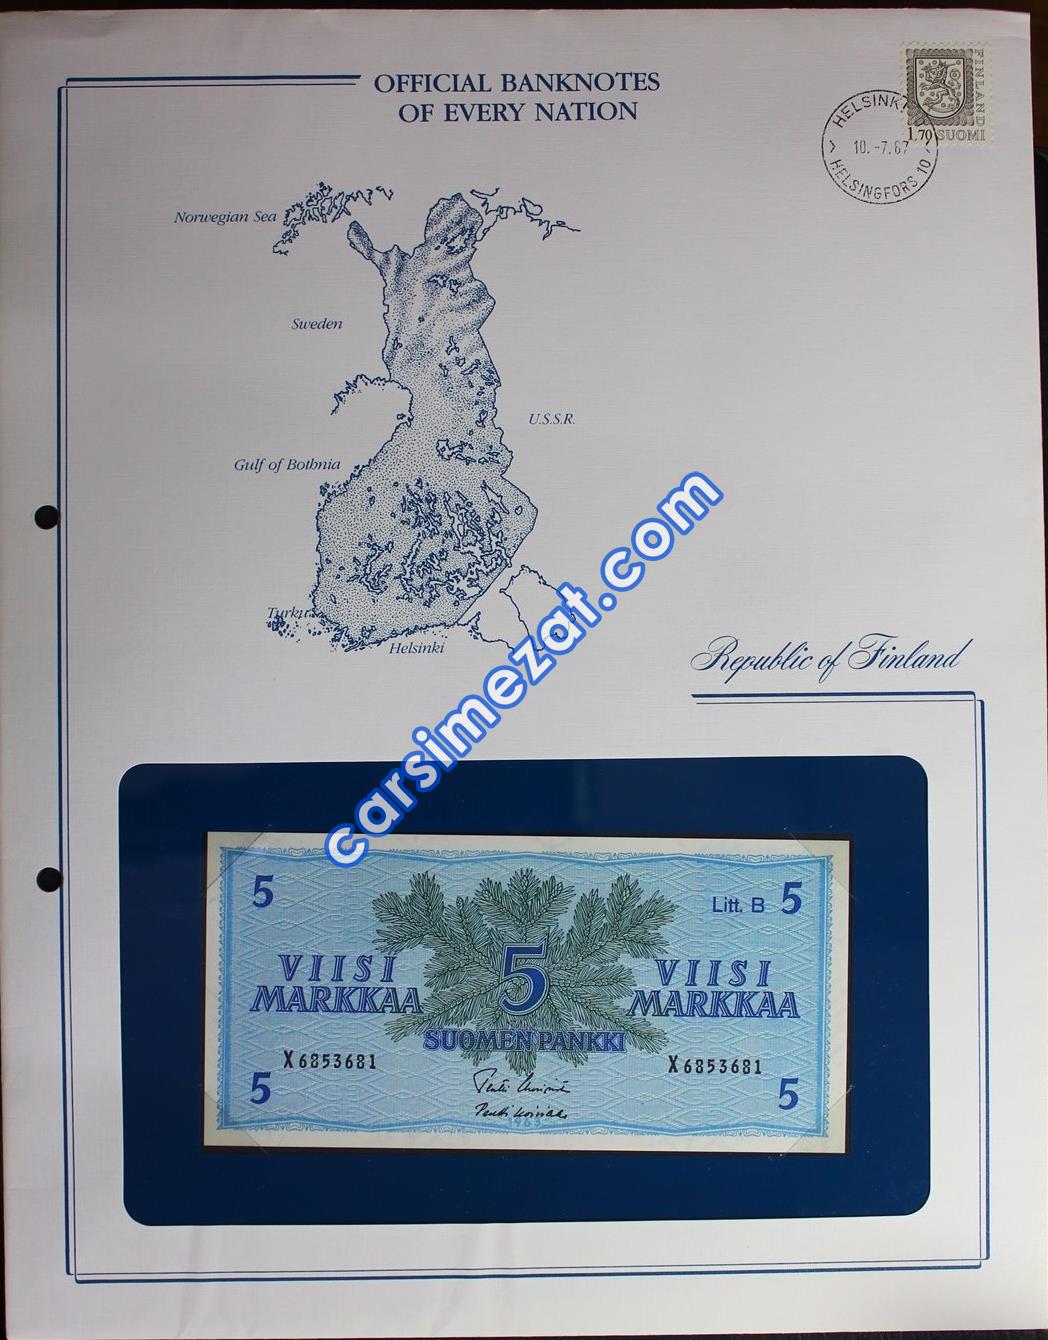 OFFICIAL BANKNOTES
OF EVERY NATION
FINLAND
1,70 SUOMI
HELSINKI
10.-7.87
HELSINGFORS 10
Norwegian Sea
Sweden
U.S.S.R.
Gulf of Bothnia
Turku
Helsinki
carsimezat.com
Republic of Finland
5
Litt. B 5
5
VIISI
MARKKAA
VIISI
MARKKAA
SUOMEN PANKKI
X6853681
X6853681
5
5
1963